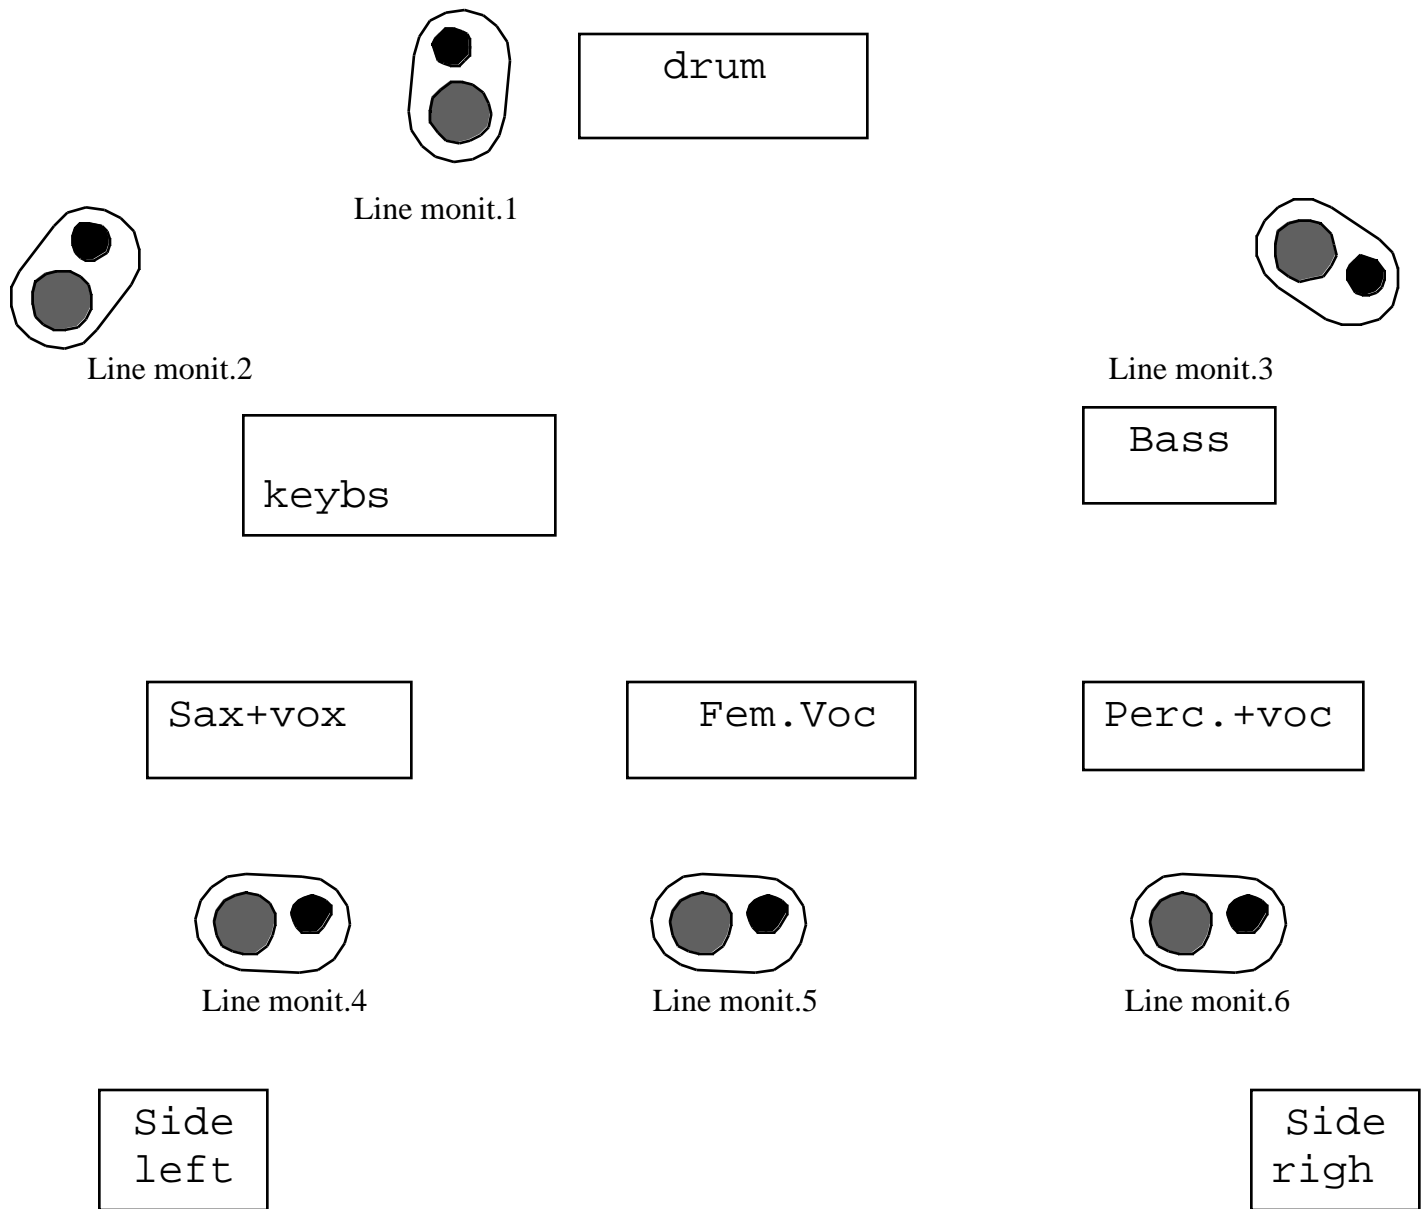 drum
Line monit.1
Line monit.2
Line monit.3
Bass
keybs
Sax+vox
Fem.Voc
Perc.+voc
Line monit.4
Line monit.5
Line monit.6
Side
left
Side
righ